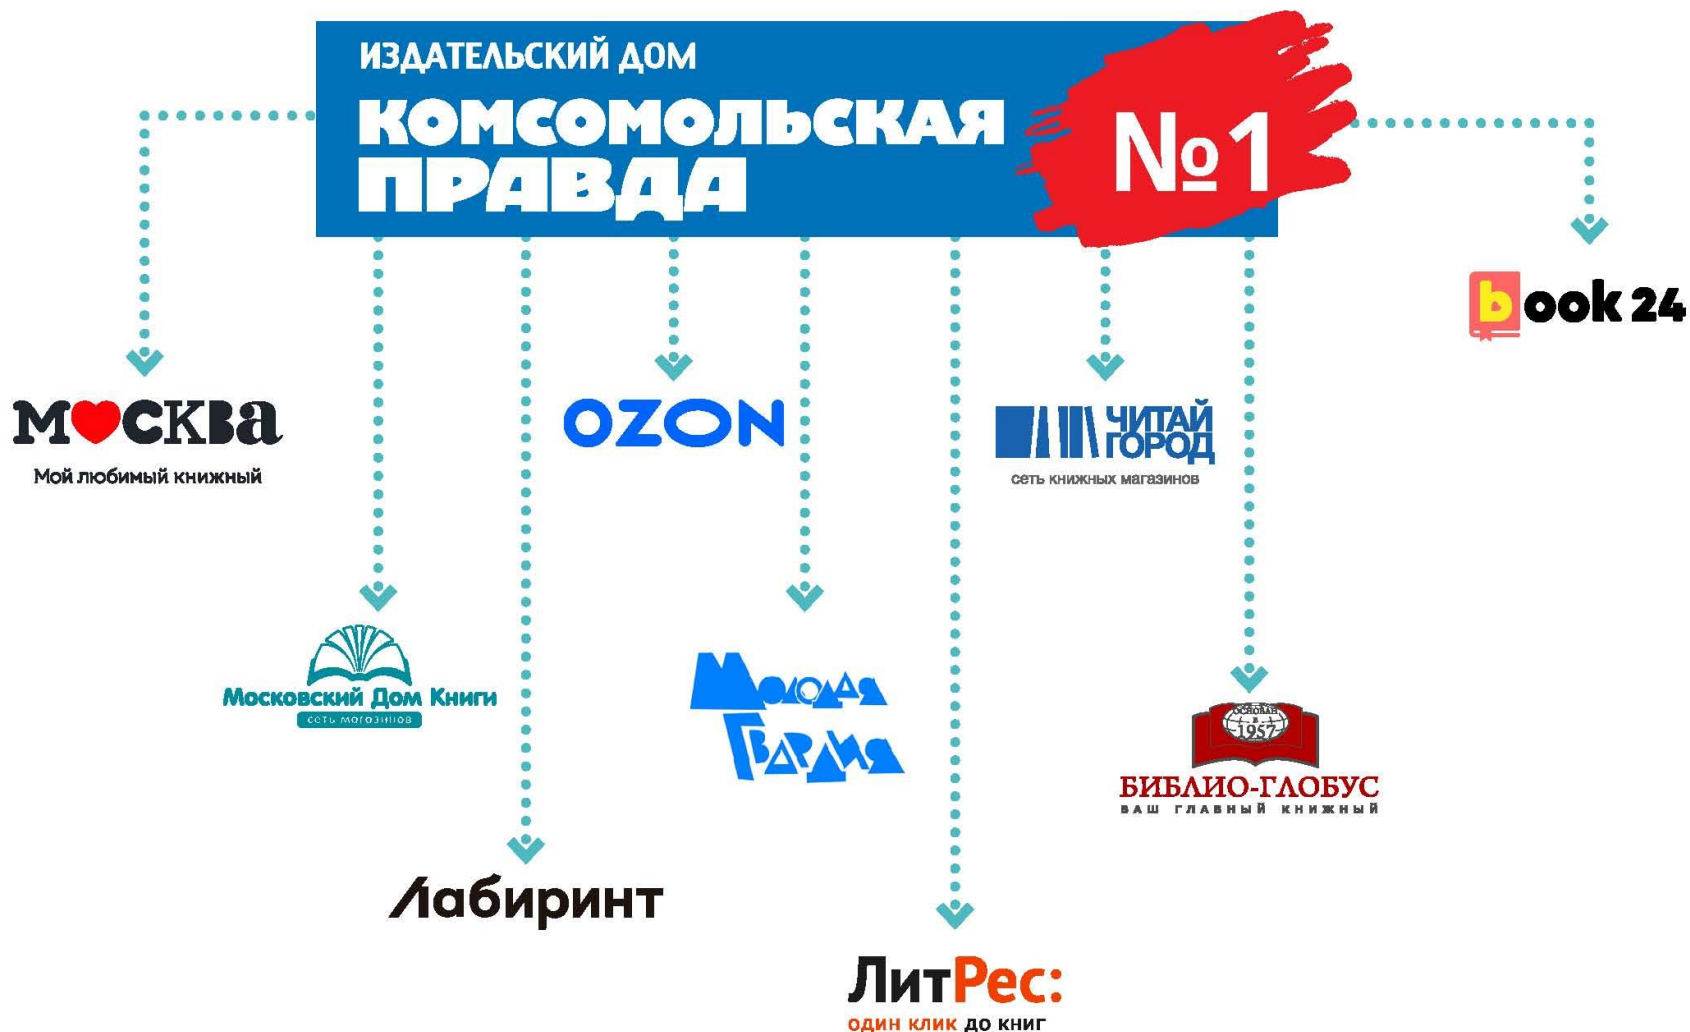 ИЗДАТЕЛЬСКИЙ ДОМ
КОМСОМОЛЬСКАЯ
ПРАВДА
№1
book 24
МОСКВа
Мой любимый книжный
OZON
ЧИТАЙ
ГОРОД
сеть книжных магазинов
Московский Дом Книги
сеть магазинов
МОЛОДАЯ
ГВАРДИЯ
ОСНОВАН
В
1957
БИБЛИО-ГЛОБУС
ВАШ ГЛАВНЫЙ КНИЖНЫЙ
Лабиринт
ЛитРес:
один клик до книг